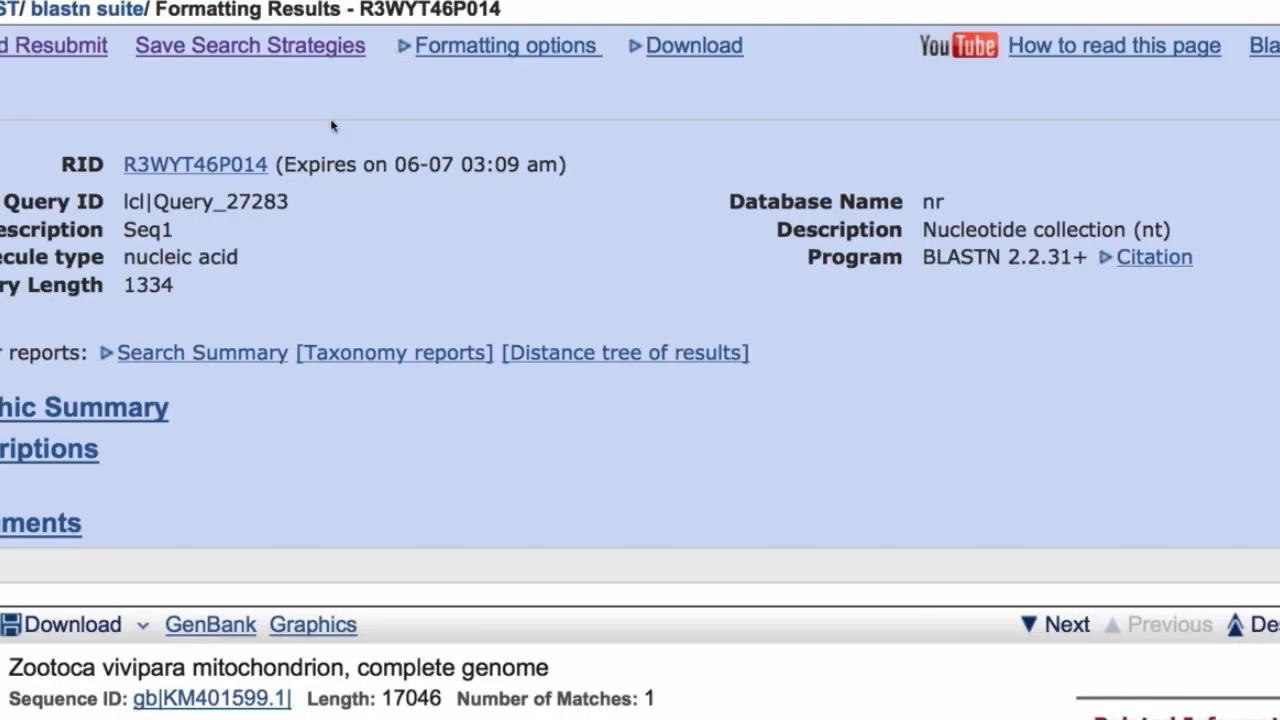 ST/ blastn suite/ Formatting Results - R3WYT46P014
d Resubmit Save Search Strategies Formatting options Download YouTube How to read this page Bla
RID R3WYT46P014 (Expires on 06-07 03:09 am)
Query ID lcl|Query_27283
escription Seq1
ecule type nucleic acid
ry Length 1334
Database Name nr
Description Nucleotide collection (nt)
Program BLASTN 2.2.31+ Citation
r reports: Search Summary [Taxonomy reports] [Distance tree of results]
hic Summary
riptions
ments
Download GenBank Graphics Next Previous De
Zootoca vivipara mitochondrion, complete genome
Sequence ID: gb|KM401599.1| Length: 17046 Number of Matches: 1